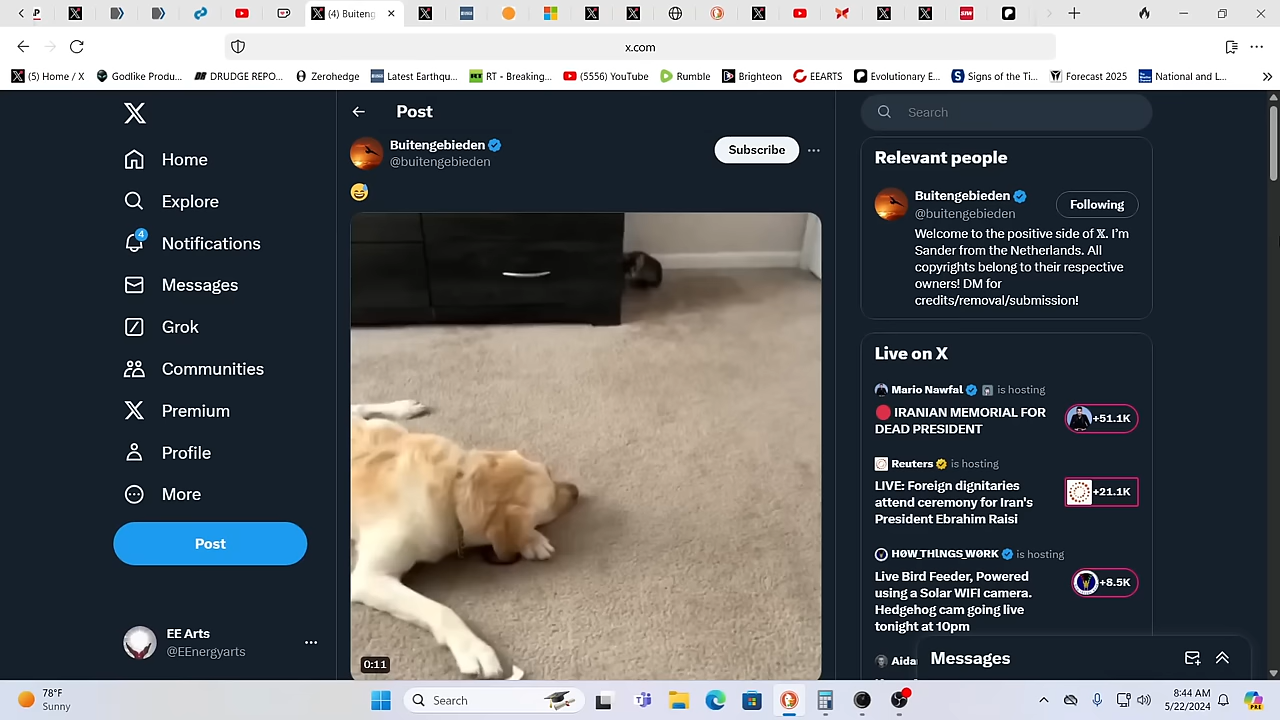 (4) Buiteng
x.com
(5) Home / X
Godlike Produ...
DRUDGE REPO...
Zerohedge
Latest Earthqu...
RT - Breaking...
(5556) YouTube
Rumble
Brighteon
EEARTS
Evolutionary E...
Signs of the Ti...
Forecast 2025
National and L...
Home
Explore
4
Notifications
Messages
Grok
Communities
Premium
Profile
More
Post
EE Arts
@EEnergyarts
Post
Buitengebieden
@buitengebieden
Subscribe
0:11
Search
Relevant people
Buitengebieden
@buitengebieden
Following
Welcome to the positive side of 𝕏. I'm
Sander from the Netherlands. All
copyrights belong to their respective
owners! DM for
credits/removal/submission!
Live on X
Mario Nawfal is hosting
IRANIAN MEMORIAL FOR
DEAD PRESIDENT
+51.1K
Reuters is hosting
LIVE: Foreign dignitaries
attend ceremony for Iran's
President Ebrahim Raisi
+21.1K
HØW_THlNGS_WØRK is hosting
Live Bird Feeder, Powered
using a Solar WIFI camera.
Hedgehog cam going live
tonight at 10pm
+8.5K
Aida
Messages
78°F
Sunny
Search
8:44 AM
5/22/2024
PRE